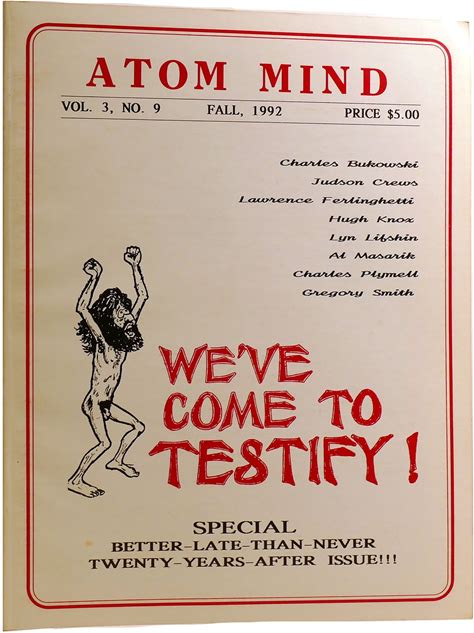 ATOM MIND
VOL. 3, NO. 9 FALL, 1992 PRICE $5.00
Charles Bukowski
Judson Crews
Lawrence Ferlinghetti
Hugh Knox
Lyn Lifshin
Al Masarik
Charles Plymell
Gregory Smith
WE'VE
COME TO
TESTIFY!
SPECIAL
BETTER-LATE-THAN-NEVER
TWENTY-YEARS-AFTER ISSUE!!!